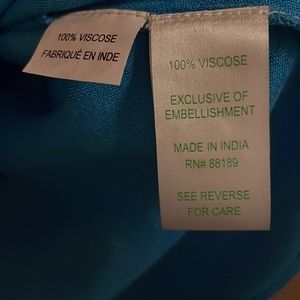 100% VISCOSE
FABRIQUÉ EN INDE
100% VISCOSE
EXCLUSIVE OF
EMBELLISHMENT
MADE IN INDIA
RN# 88189
SEE REVERSE
FOR CARE